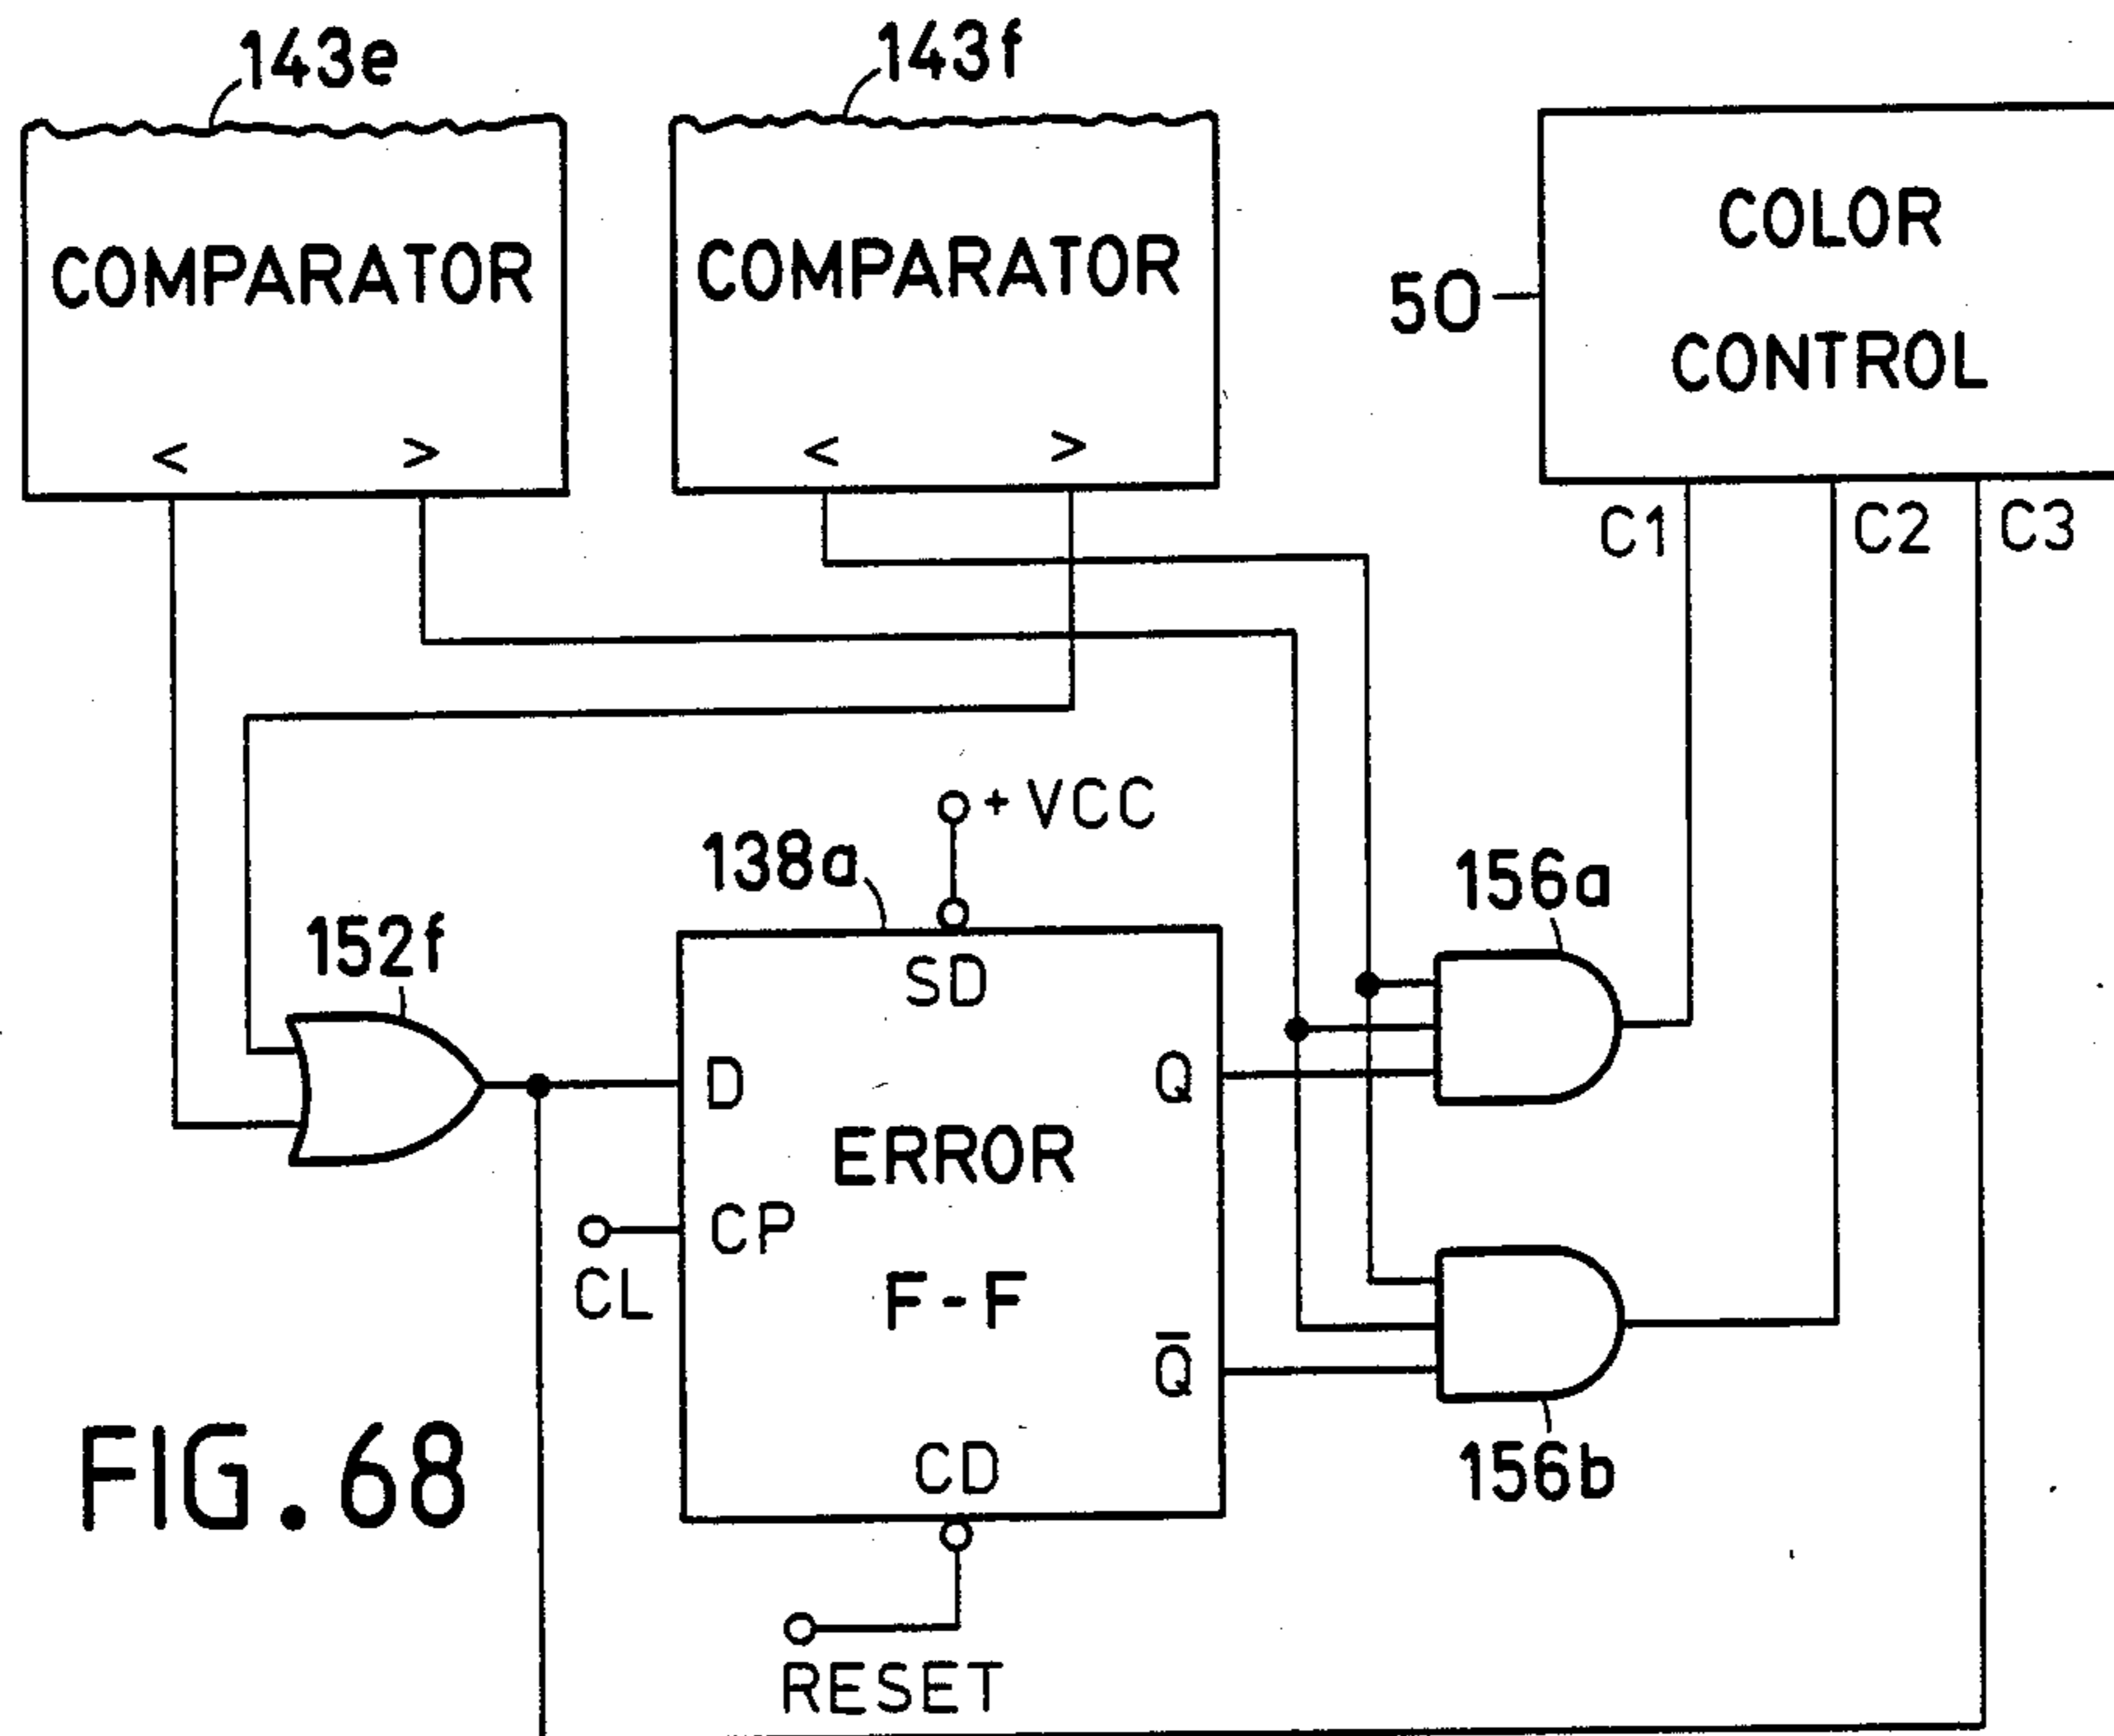 143e
143f
COMPARATOR
< >
COMPARATOR
< >
COLOR
CONTROL
50
C1
C2
C3
+ VCC
138a
152f
156a
SD
D
Q
ERROR
CP
CL
F-F
Q̅
CD
156b
RESET
FIG. 68